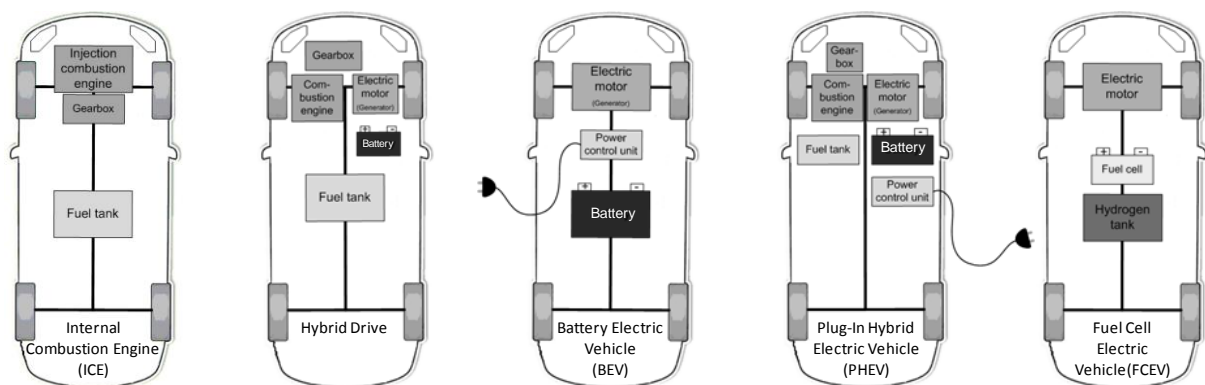 Injection
combustion
engine
Gearbox
Fuel tank
Internal
Combustion Engine
(ICE)
Gearbox
Com-
bustion
engine
Electric
motor
(Generator)
+ -
Battery
Fuel tank
Hybrid Drive
Electric
motor
(Generator)
Power
control unit
+ -
Battery
Battery Electric
Vehicle
(BEV)
Gear-
box
Com-
bustion
engine
Electric
motor
(Generator)
Fuel tank
+ -
Battery
Power
control unit
Plug-In Hybrid
Electric Vehicle
(PHEV)
Electric
motor
+ -
Fuel cell
Hydrogen
tank
Fuel Cell
Electric
Vehicle(FCEV)